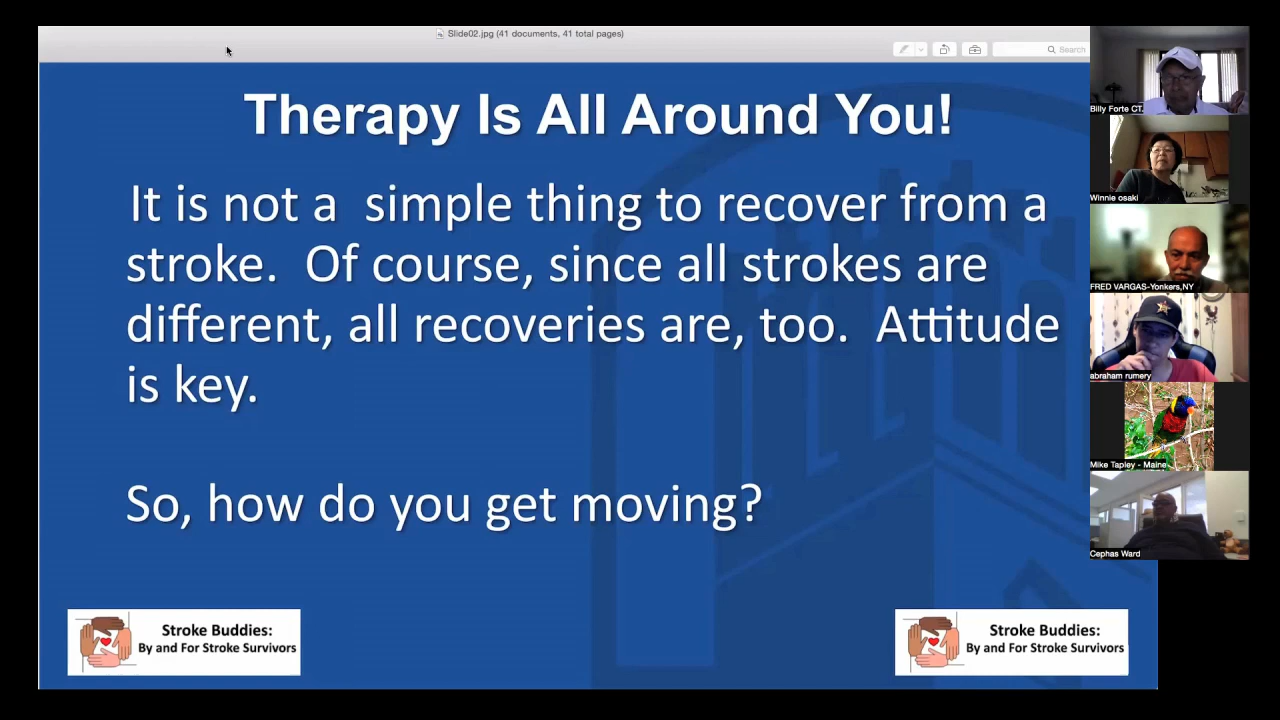 Slide02.jpg (41 documents, 41 total pages)
Search
Therapy Is All Around You!
It is not a  simple thing to recover from a
stroke.  Of course, since all strokes are
different, all recoveries are, too.  Attitude
is key.
So, how do you get moving?
Stroke Buddies:
By and For Stroke Survivors
Stroke Buddies:
By and For Stroke Survivors
Billy Forte CT.
Winnie osaki
FRED VARGAS-Yonkers,NY
abraham rumery
Mike Tapley - Maine
Cephas Ward